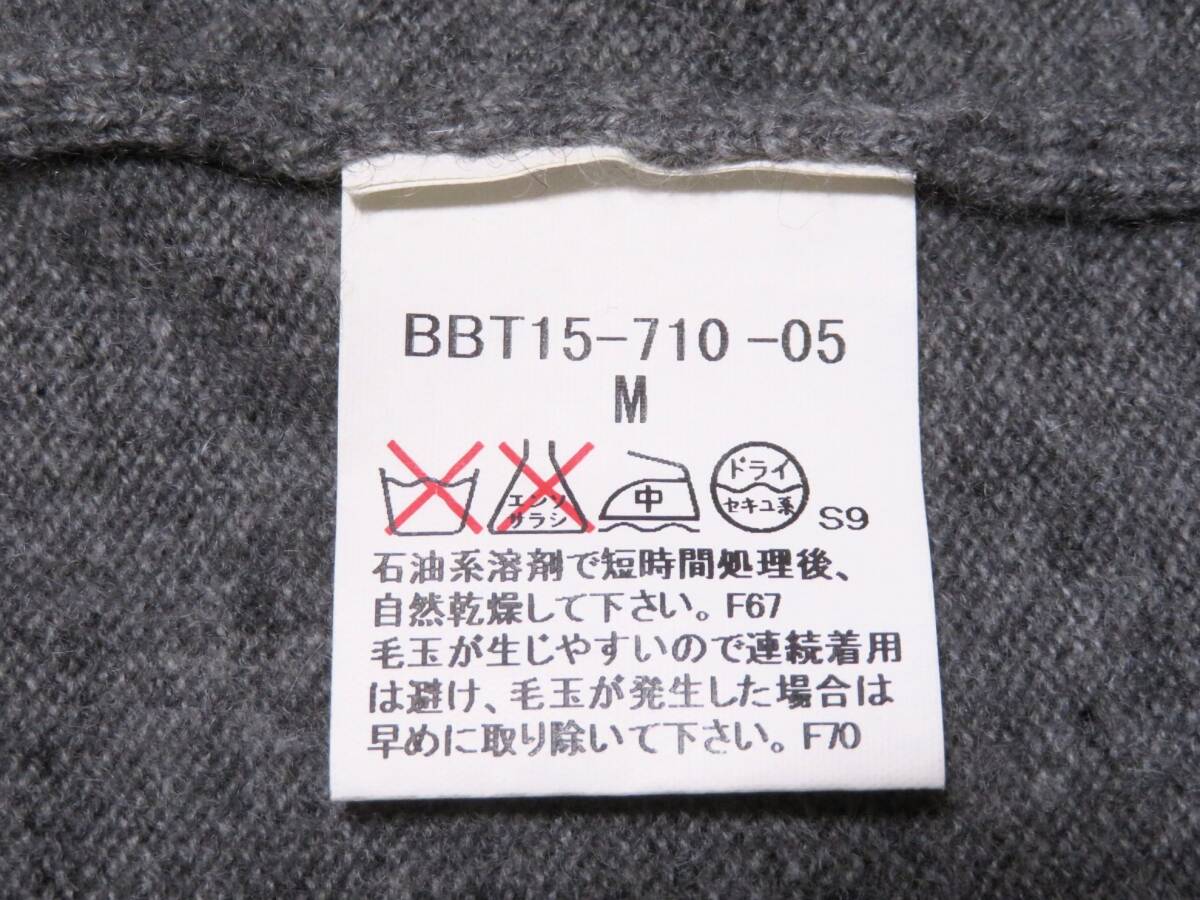 BBT15-710-05
M
エンソ
サラシ
中
ドライ
セキユ系
S9
石油系溶剤で短時間処理後、
自然乾燥して下さい。F67
毛玉が生じやすいので連続着用
は避け、毛玉が発生した場合は
早めに取り除いて下さい。F70